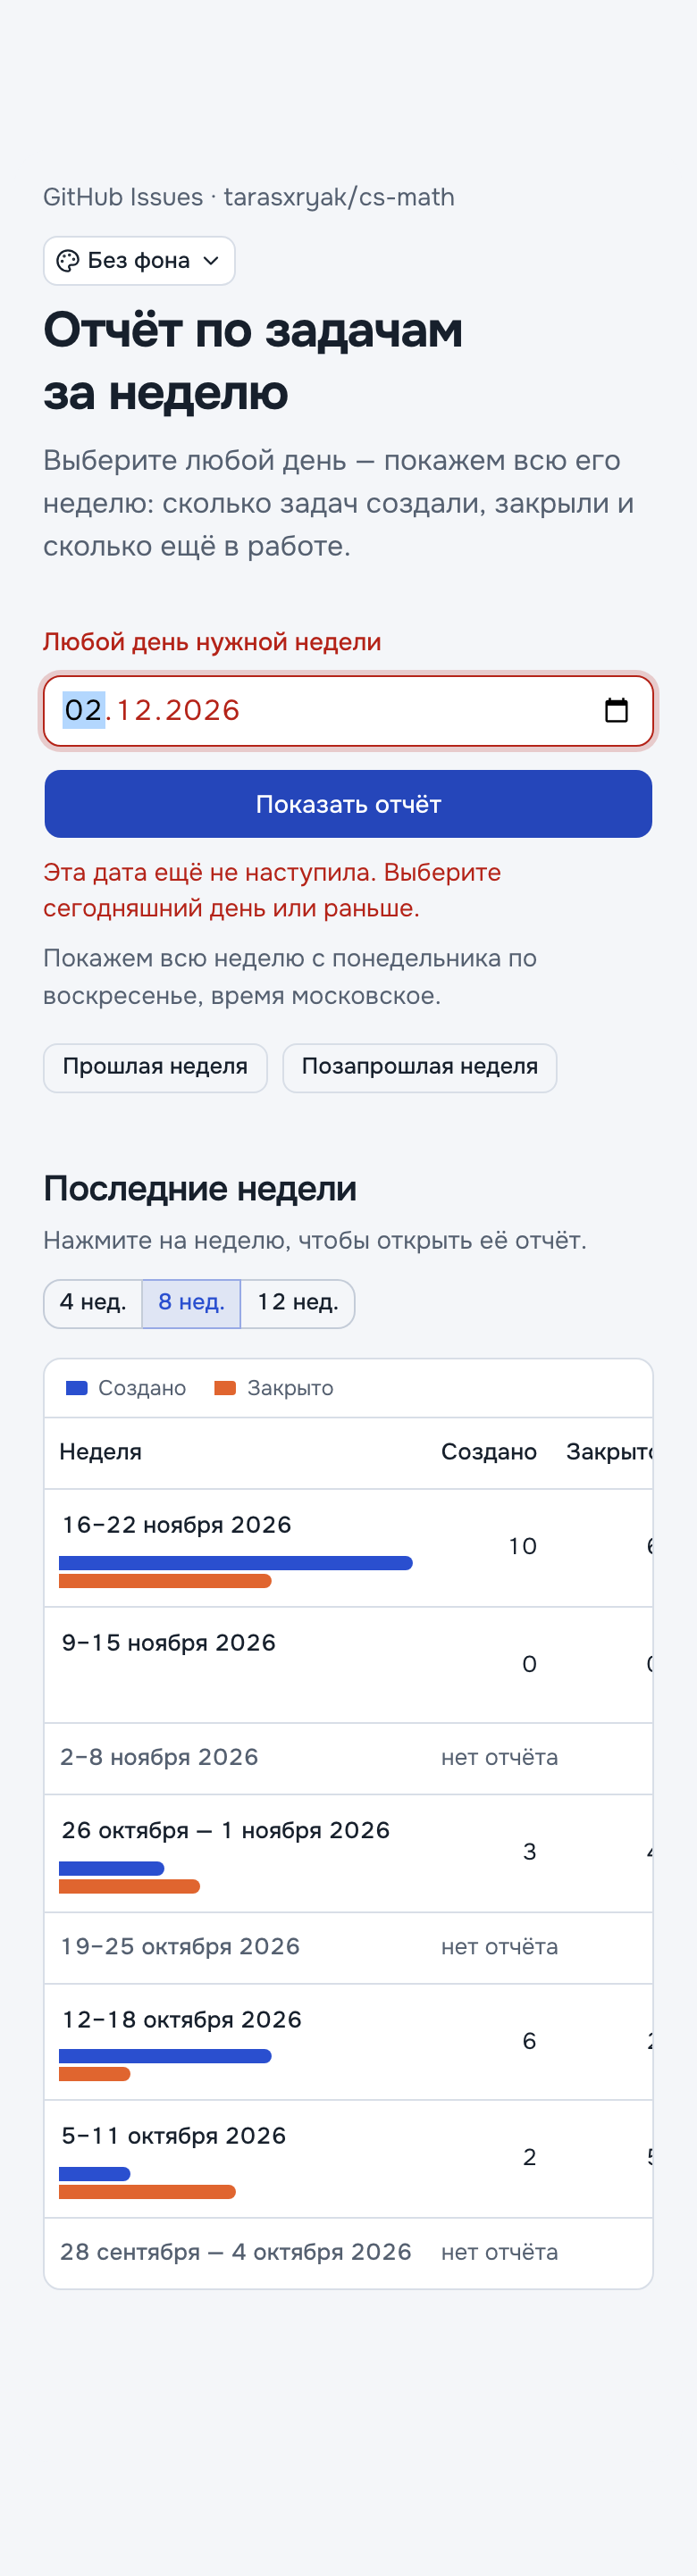 GitHub Issues · tarasxryak/cs-math
Без фона
Отчёт по задачам
за неделю
Выберите любой день — покажем всю его
неделю: сколько задач создали, закрыли и
сколько ещё в работе.
Любой день нужной недели
02.12.2026
Показать отчёт
Эта дата ещё не наступила. Выберите
сегодняшний день или раньше.
Покажем всю неделю с понедельника по
воскресенье, время московское.
Прошлая неделя Позапрошлая неделя
Последние недели
Нажмите на неделю, чтобы открыть её отчёт.
4 нед. 8 нед. 12 нед.
Создано Закрыто
Неделя Создано Закрыто
16–22 ноября 2026 10
9–15 ноября 2026 0
2–8 ноября 2026 нет отчёта
26 октября — 1 ноября 2026 3
19–25 октября 2026 нет отчёта
12–18 октября 2026 6
5–11 октября 2026 2
28 сентября — 4 октября 2026 нет отчёта